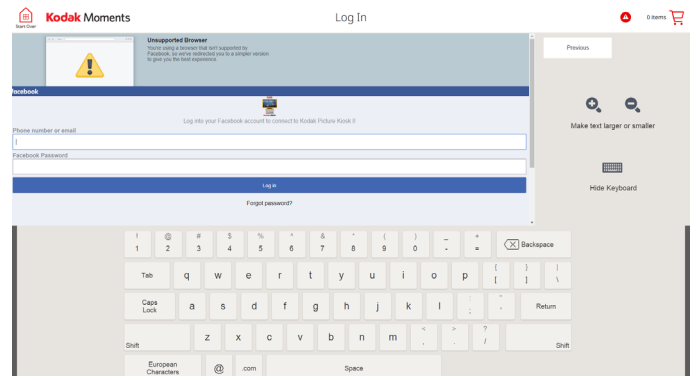 Start Over
Kodak Moments
Log In
0 items
Unsupported Browser
You're using a browser that isn't supported by
Facebook, so we've redirected you to a simpler version
to give you the best experience.
Previous
facebook
Log into your Facebook account to connect to Kodak Picture Kiosk II
Phone number or email
Facebook Password
Log In
Forgot password?
Make text larger or smaller
Hide Keyboard
! @ # $ % ^ & * ( ) _ +
1 2 3 4 5 6 7 8 9 0 - = Backspace
Tab q w e r t y u i o p { [ } ] | \
Caps Lock a s d f g h j k l : ; " ' Return
Shift z x c v b n m < , > . ? / Shift
European Characters @ .com Space